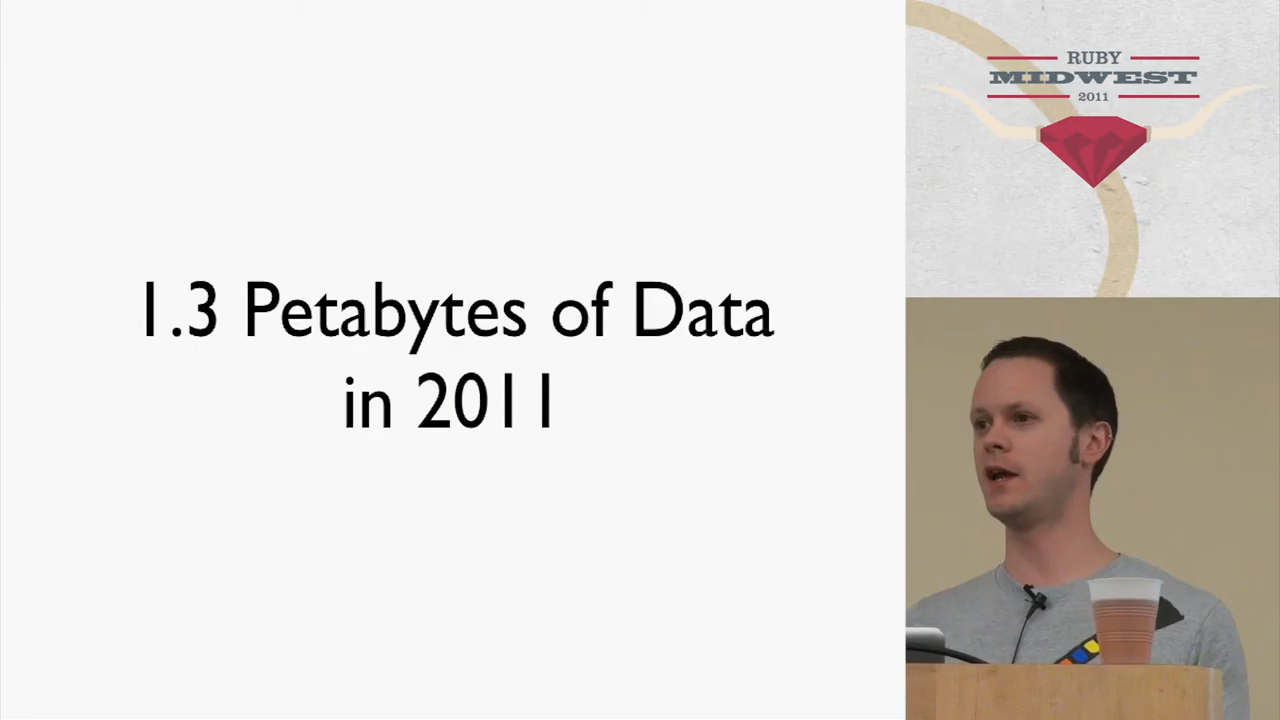 1.3 Petabytes of Data
in 2011
RUBY
MIDWEST
2011